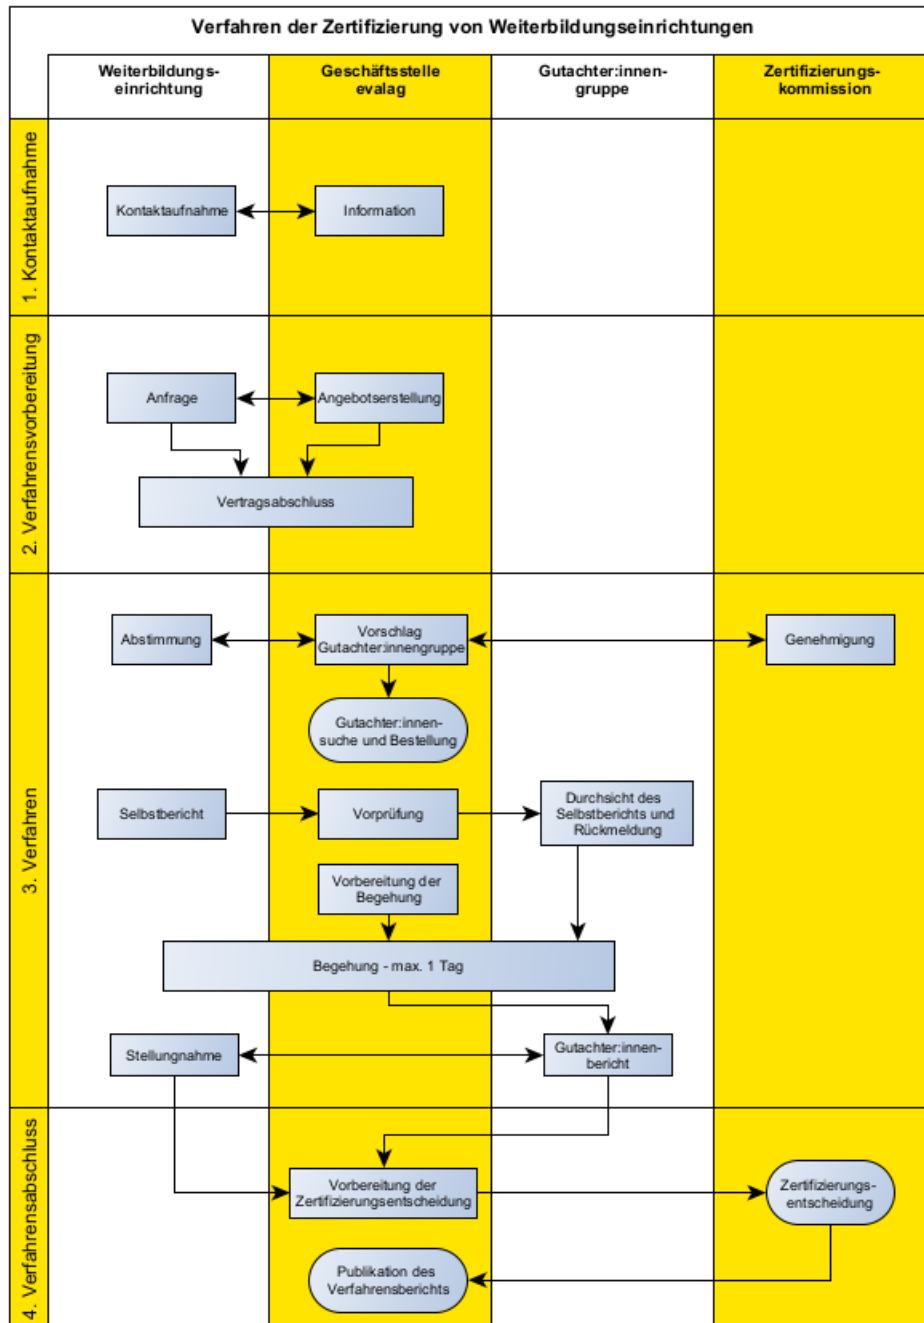 Verfahren der Zertifizierung von Weiterbildungseinrichtungen
Weiterbildungs-
einrichtung
Geschäftsstelle
evalag
Gutachter:innen-
gruppe
Zertifizierungs-
kommission
1. Kontaktaufnahme
Kontaktaufnahme
Information
2. Verfahrensvorbereitung
Anfrage
Angebotserstellung
Vertragsabschluss
3. Verfahren
Abstimmung
Vorschlag
Gutachter:innengruppe
Genehmigung
Gutachter:innen-
suche und Bestellung
Selbstbericht
Vorprüfung
Durchsicht des
Selbstberichts und
Rückmeldung
Vorbereitung der
Begehung
Begehung - max. 1 Tag
Stellungnahme
Gutachter:innen-
bericht
4. Verfahrensabschluss
Vorbereitung der
Zertifizierungsentscheidung
Zertifizierungs-
entscheidung
Publikation des
Verfahrensberichts